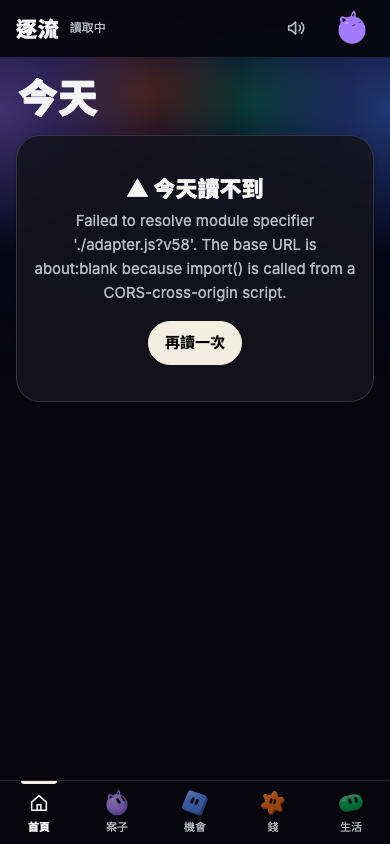 逐流 讀取中
今天
▲ 今天讀不到
Failed to resolve module specifier
'./adapter.js?v58'. The base URL is
about:blank because import() is called from a
CORS-cross-origin script.
再讀一次
首頁 案子 機會 錢 生活